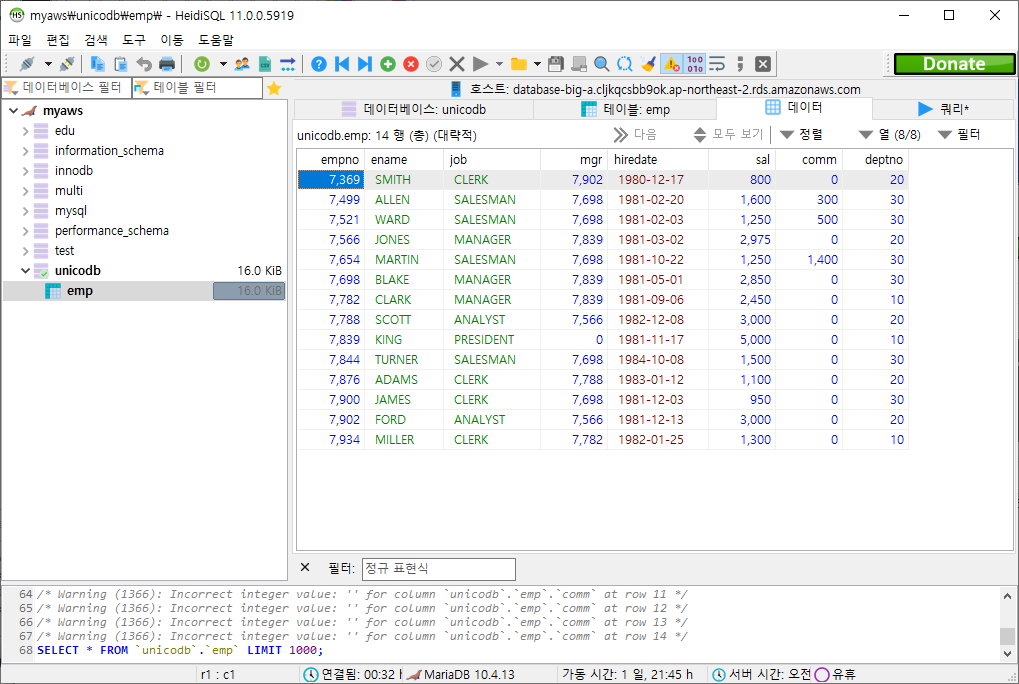 myaws₩unicodb₩emp₩ - HeidiSQL 11.0.0.5919
파일 편집 검색 도구 이동 도움말
Donate
데이터베이스 필터 테이블 필터
호스트: database-big-a.cljkqcsbb9ok.ap-northeast-2.rds.amazonaws.com
myaws
edu
information_schema
innodb
multi
mysql
performance_schema
test
unicodb 16.0 KiB
emp 16.0 KiB
데이터베이스: unicodb 테이블: emp 데이터 쿼리*
unicodb.emp: 14 행 (총) (대략적) 다음 모두 보기 정렬 열 (8/8) 필터
empno ename job mgr hiredate sal comm deptno
7,369 SMITH CLERK 7,902 1980-12-17 800 0 20
7,499 ALLEN SALESMAN 7,698 1981-02-20 1,600 300 30
7,521 WARD SALESMAN 7,698 1981-02-03 1,250 500 30
7,566 JONES MANAGER 7,839 1981-03-02 2,975 0 20
7,654 MARTIN SALESMAN 7,698 1981-10-22 1,250 1,400 30
7,698 BLAKE MANAGER 7,839 1981-05-01 2,850 0 30
7,782 CLARK MANAGER 7,839 1981-09-06 2,450 0 10
7,788 SCOTT ANALYST 7,566 1982-12-08 3,000 0 20
7,839 KING PRESIDENT 0 1981-11-17 5,000 0 10
7,844 TURNER SALESMAN 7,698 1984-10-08 1,500 0 30
7,876 ADAMS CLERK 7,788 1983-01-12 1,100 0 20
7,900 JAMES CLERK 7,698 1981-12-03 950 0 30
7,902 FORD ANALYST 7,566 1981-12-13 3,000 0 20
7,934 MILLER CLERK 7,782 1982-01-25 1,300 0 10
필터: 정규 표현식
64 /* Warning (1366): Incorrect integer value: '' for column `unicodb`.`emp`.`comm` at row 11 */
65 /* Warning (1366): Incorrect integer value: '' for column `unicodb`.`emp`.`comm` at row 12 */
66 /* Warning (1366): Incorrect integer value: '' for column `unicodb`.`emp`.`comm` at row 13 */
67 /* Warning (1366): Incorrect integer value: '' for column `unicodb`.`emp`.`comm` at row 14 */
68 SELECT * FROM `unicodb`.`emp` LIMIT 1000;
r1 : c1 연결됨: 00:32 MariaDB 10.4.13 가동 시간: 1 일, 21:45 h 서버 시간: 오전 유휴